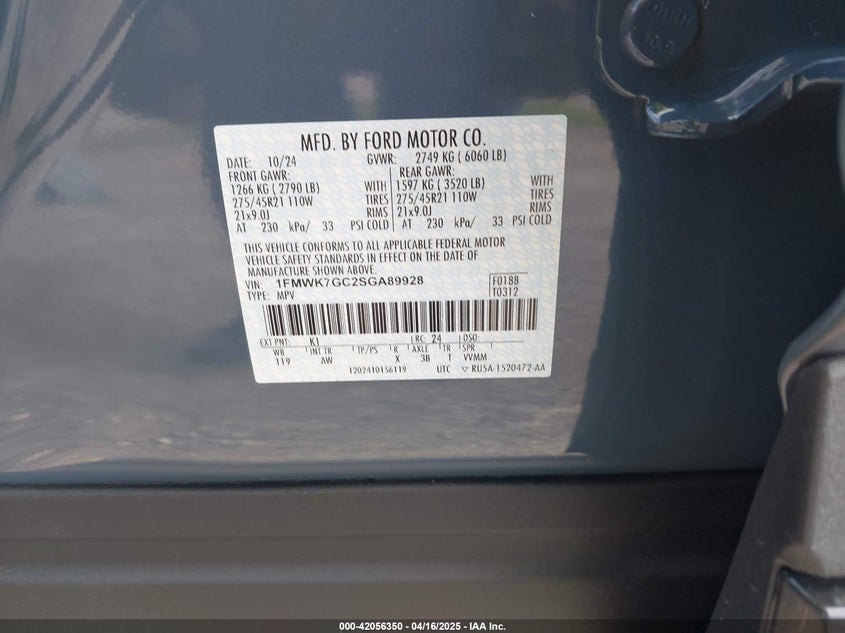 MFD. BY FORD MOTOR CO.
DATE: 10/24 GVWR: 2749 KG ( 6060 LB)
FRONT GAWR: REAR GAWR:
1266 KG ( 2790 LB) WITH 1597 KG ( 3520 LB) WITH
275/45R21 110W TIRES 275/45R21 110W TIRES
21x9.0J RIMS 21x9.0J RIMS
AT 230 kPa/ 33 PSI COLD AT 230 kPa/ 33 PSI COLD
THIS VEHICLE CONFORMS TO ALL APPLICABLE FEDERAL MOTOR
VEHICLE SAFETY STANDARDS IN EFFECT ON THE DATE OF
MANUFACTURE SHOWN ABOVE.
VIN: 1FMWK7GC2SGA89928 F0188
TYPE: MPV T0312
EXT PNT: K1 RC: 24 DSO:
WB INT TR TP/PS R AXLE TR SPR
119 AW X 3B T VVMM
1202410156119 UTC ▽ RU5A-1520472-AA
000-42056350 | 04/16/2025 - IAA Inc.